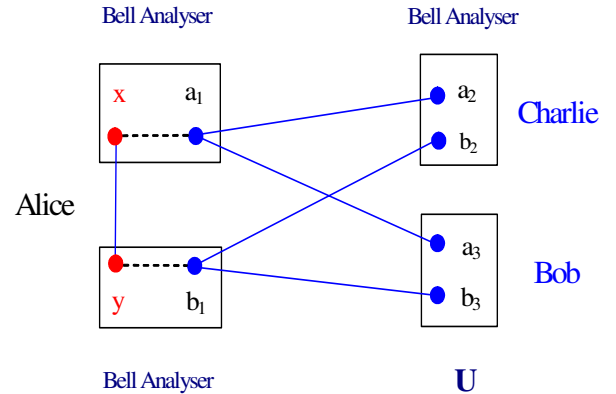 Bell Analyser
Bell Analyser
x
a₁
a₂
b₂
Charlie
Alice
y
b₁
a₃
b₃
Bob
Bell Analyser
U